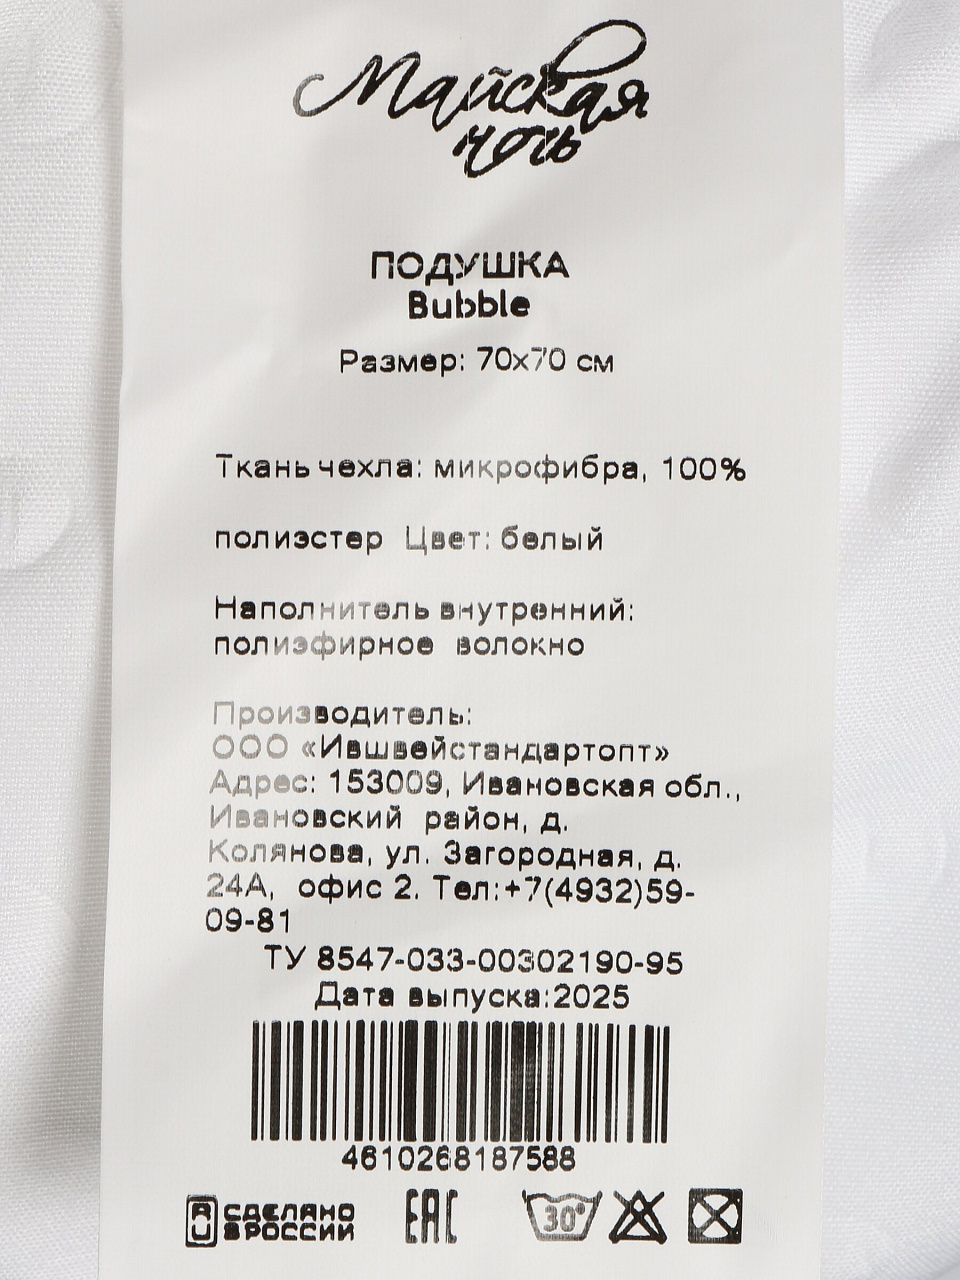 Майская
ночь
ПОДУШКА
Bubble
Размер: 70х70 см
Ткань чехла: микрофибра, 100%
полиэстер Цвет: белый
Наполнитель внутренний:
полиэфирное волокно
Производитель:
ООО «Ившвейстандартопт»
Адрес: 153009, Ивановская обл.,
Ивановский район, д.
Колянова, ул. Загородная, д.
24А, офис 2. Тел:+7(4932)59-
09-81
ТУ 8547-033-00302190-95
Дата выпуска:2025
4610268187588
СДЕЛАНО
В РОССИИ
ЕАС
30°